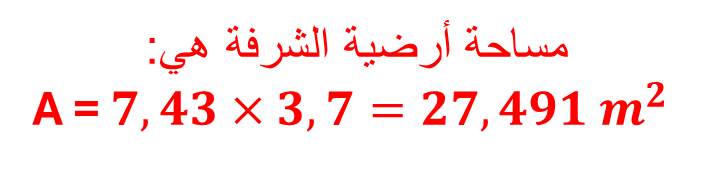 مساحة أرضية الشرفة هي:
A = 7, 43 × 3, 7 = 27, 491 m²